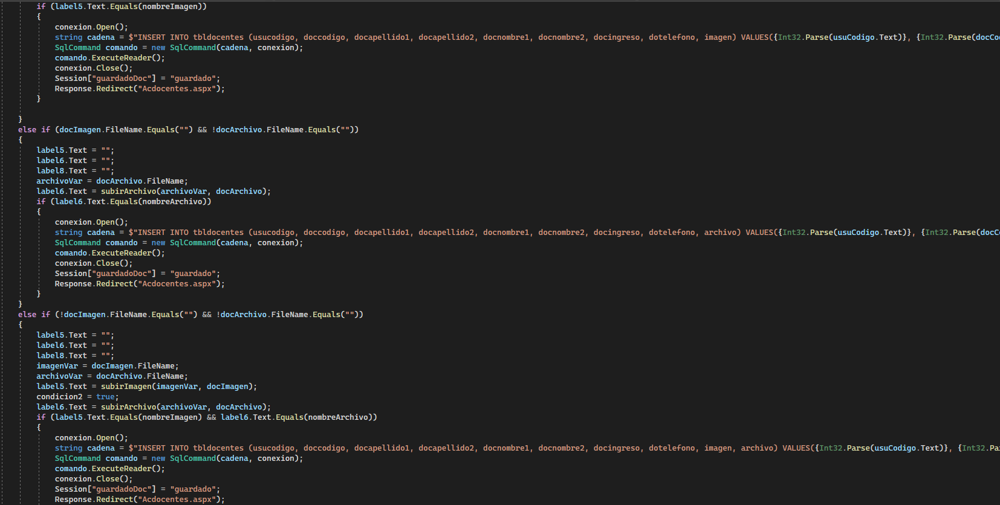 if (label5.Text.Equals(nombreImagen))
{
conexion.Open();
string cadena = $"INSERT INTO tbldocentes (usucodigo, doccodigo, docapellido1, docapellido2, docnombre1, docnombre2, docingreso, dotelefono, imagen) VALUES({Int32.Parse(usuCodigo.Text)}, {Int32.Parse(docCo
SqlCommand comando = new SqlCommand(cadena, conexion);
comando.ExecuteReader();
conexion.Close();
Session["guardadoDoc"] = "guardado";
Response.Redirect("Acdocentes.aspx");
}
}
else if (docImagen.FileName.Equals("") && !docArchivo.FileName.Equals(""))
{
label5.Text = "";
label6.Text = "";
label8.Text = "";
archivoVar = docArchivo.FileName;
label6.Text = subirArchivo(archivoVar, docArchivo);
if (label6.Text.Equals(nombreArchivo))
{
conexion.Open();
string cadena = $"INSERT INTO tbldocentes (usucodigo, doccodigo, docapellido1, docapellido2, docnombre1, docnombre2, docingreso, dotelefono, archivo) VALUES({Int32.Parse(usuCodigo.Text)}, {Int32.Parse(docC
SqlCommand comando = new SqlCommand(cadena, conexion);
comando.ExecuteReader();
conexion.Close();
Session["guardadoDoc"] = "guardado";
Response.Redirect("Acdocentes.aspx");
}
}
else if (!docImagen.FileName.Equals("") && !docArchivo.FileName.Equals(""))
{
label5.Text = "";
label6.Text = "";
label8.Text = "";
imagenVar = docImagen.FileName;
archivoVar = docArchivo.FileName;
label5.Text = subirImagen(imagenVar, docImagen);
condicion2 = true;
label6.Text = subirArchivo(archivoVar, docArchivo);
if (label5.Text.Equals(nombreImagen) && label6.Text.Equals(nombreArchivo))
{
conexion.Open();
string cadena = $"INSERT INTO tbldocentes (usucodigo, doccodigo, docapellido1, docapellido2, docnombre1, docnombre2, docingreso, dotelefono, imagen, archivo) VALUES({Int32.Parse(usuCodigo.Text)}, {Int32.Pa
SqlCommand comando = new SqlCommand(cadena, conexion);
comando.ExecuteReader();
conexion.Close();
Session["guardadoDoc"] = "guardado";
Response.Redirect("Acdocentes.aspx");